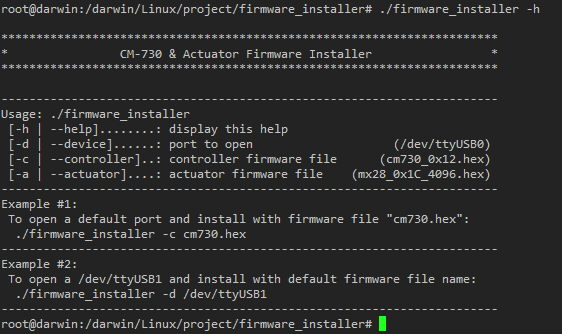 root@darwin:/darwin/Linux/project/firmware_installer# ./firmware_installer -h
***********************************************************************
*                CM-730 & Actuator Firmware Installer                 *
***********************************************************************
-----------------------------------------------------------------------
Usage: ./firmware_installer
 [-h | --help]........: display this help
 [-d | --device]......: port to open            (/dev/ttyUSB0)
 [-c | --controller]..: controller firmware file    (cm730_0x12.hex)
 [-a | --actuator]....: actuator firmware file    (mx28_0x1C_4096.hex)
-----------------------------------------------------------------------
Example #1:
 To open a default port and install with firmware file "cm730.hex":
  ./firmware_installer -c cm730.hex
-----------------------------------------------------------------------
Example #2:
 To open a /dev/ttyUSB1 and install with default firmware file name:
  ./firmware_installer -d /dev/ttyUSB1
-----------------------------------------------------------------------
root@darwin:/darwin/Linux/project/firmware_installer#